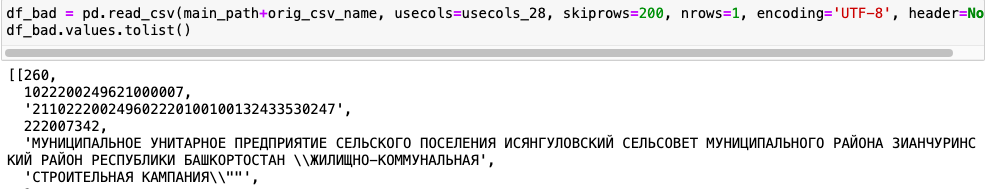 df_bad = pd.read_csv(main_path+orig_csv_name, usecols=usecols_28, skiprows=200, nrows=1, encoding='UTF-8', header=No
df_bad.values.tolist()
[[260,
1022200249621000007,
'211022200249602220100100132433530247',
222007342,
'МУНИЦИПАЛЬНОЕ УНИТАРНОЕ ПРЕДПРИЯТИЕ СЕЛЬСКОГО ПОСЕЛЕНИЯ ИСЯНГУЛОВСКИЙ СЕЛЬСОВЕТ МУНИЦИПАЛЬНОГО РАЙОНА ЗИАНЧУРИНС
КИЙ РАЙОН РЕСПУБЛИКИ БАШКОРТОСТАН \\ЖИЛИЩНО-КОММУНАЛЬНАЯ',
'СТРОИТЕЛЬНАЯ КАМПАНИЯ\\""',